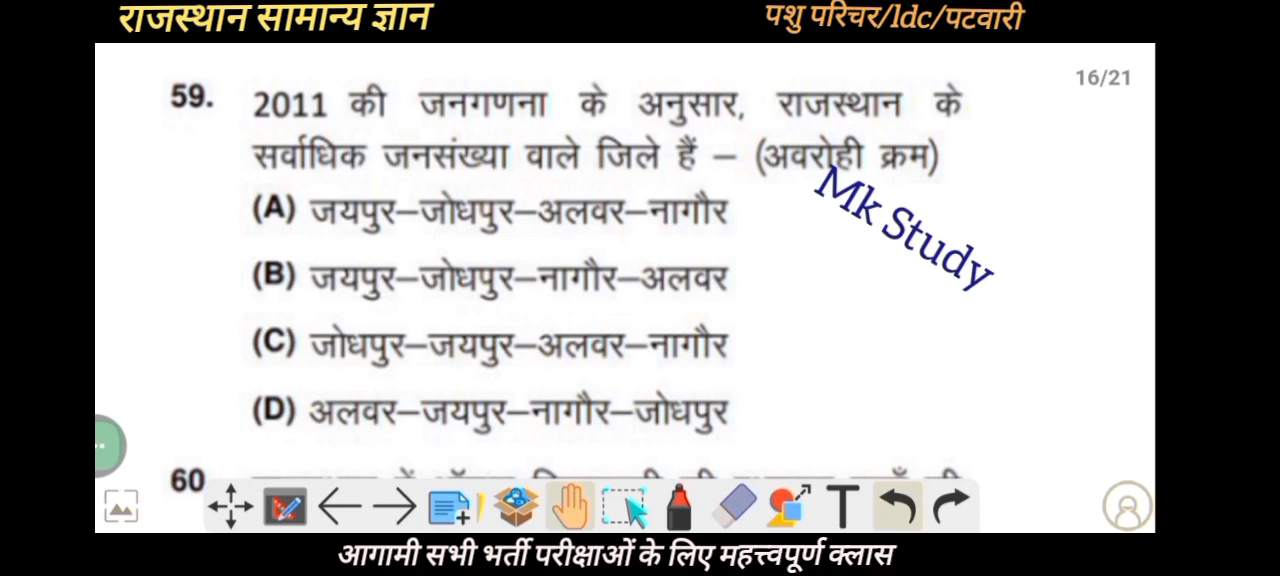 राजस्थान सामान्य ज्ञान
पशु परिचर/ldc/पटवारी
16/21
59. 2011 की जनगणना के अनुसार, राजस्थान के
सर्वाधिक जनसंख्या वाले जिले हैं – (अवरोही क्रम)
Mk Study
(A) जयपुर–जोधपुर–अलवर–नागौर
(B) जयपुर–जोधपुर–नागौर–अलवर
(C) जोधपुर–जयपुर–अलवर–नागौर
(D) अलवर–जयपुर–नागौर–जोधपुर
60
T
आगामी सभी भर्ती परीक्षाओं के लिए महत्त्वपूर्ण क्लास